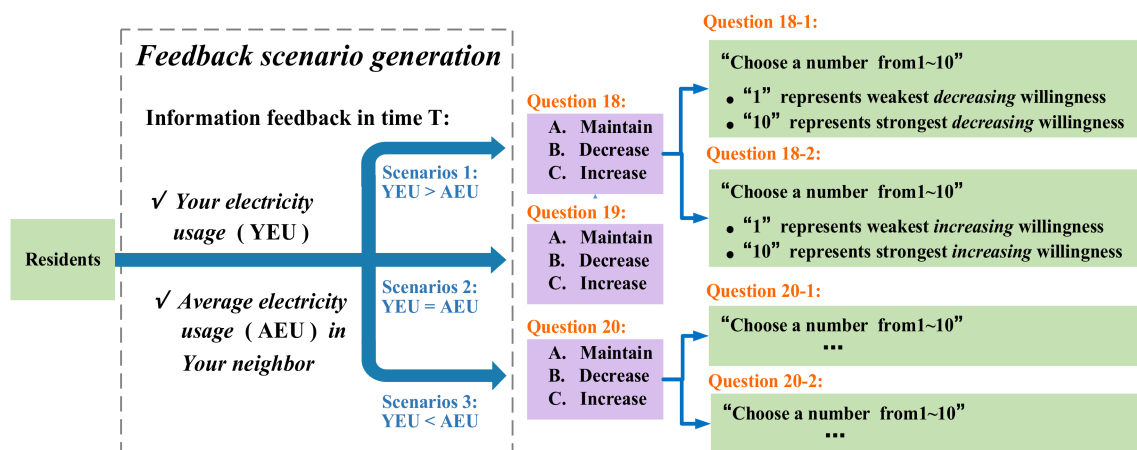 Feedback scenario generation
Information feedback in time T:
√ Your electricity
usage ( YEU )
Residents
√ Average electricity
usage ( AEU ) in
Your neighbor
Scenarios 1:
YEU > AEU
Scenarios 2:
YEU = AEU
Scenarios 3:
YEU < AEU
Question 18:
A. Maintain
B. Decrease
C. Increase
Question 19:
A. Maintain
B. Decrease
C. Increase
Question 20:
A. Maintain
B. Decrease
C. Increase
Question 18-1:
“Choose a number from1~10”
• “1” represents weakest decreasing willingness
• “10” represents strongest decreasing willingness
Question 18-2:
“Choose a number from1~10”
• “1” represents weakest increasing willingness
• “10” represents strongest increasing willingness
Question 20-1:
“Choose a number from1~10”
...
Question 20-2:
“Choose a number from1~10”
...